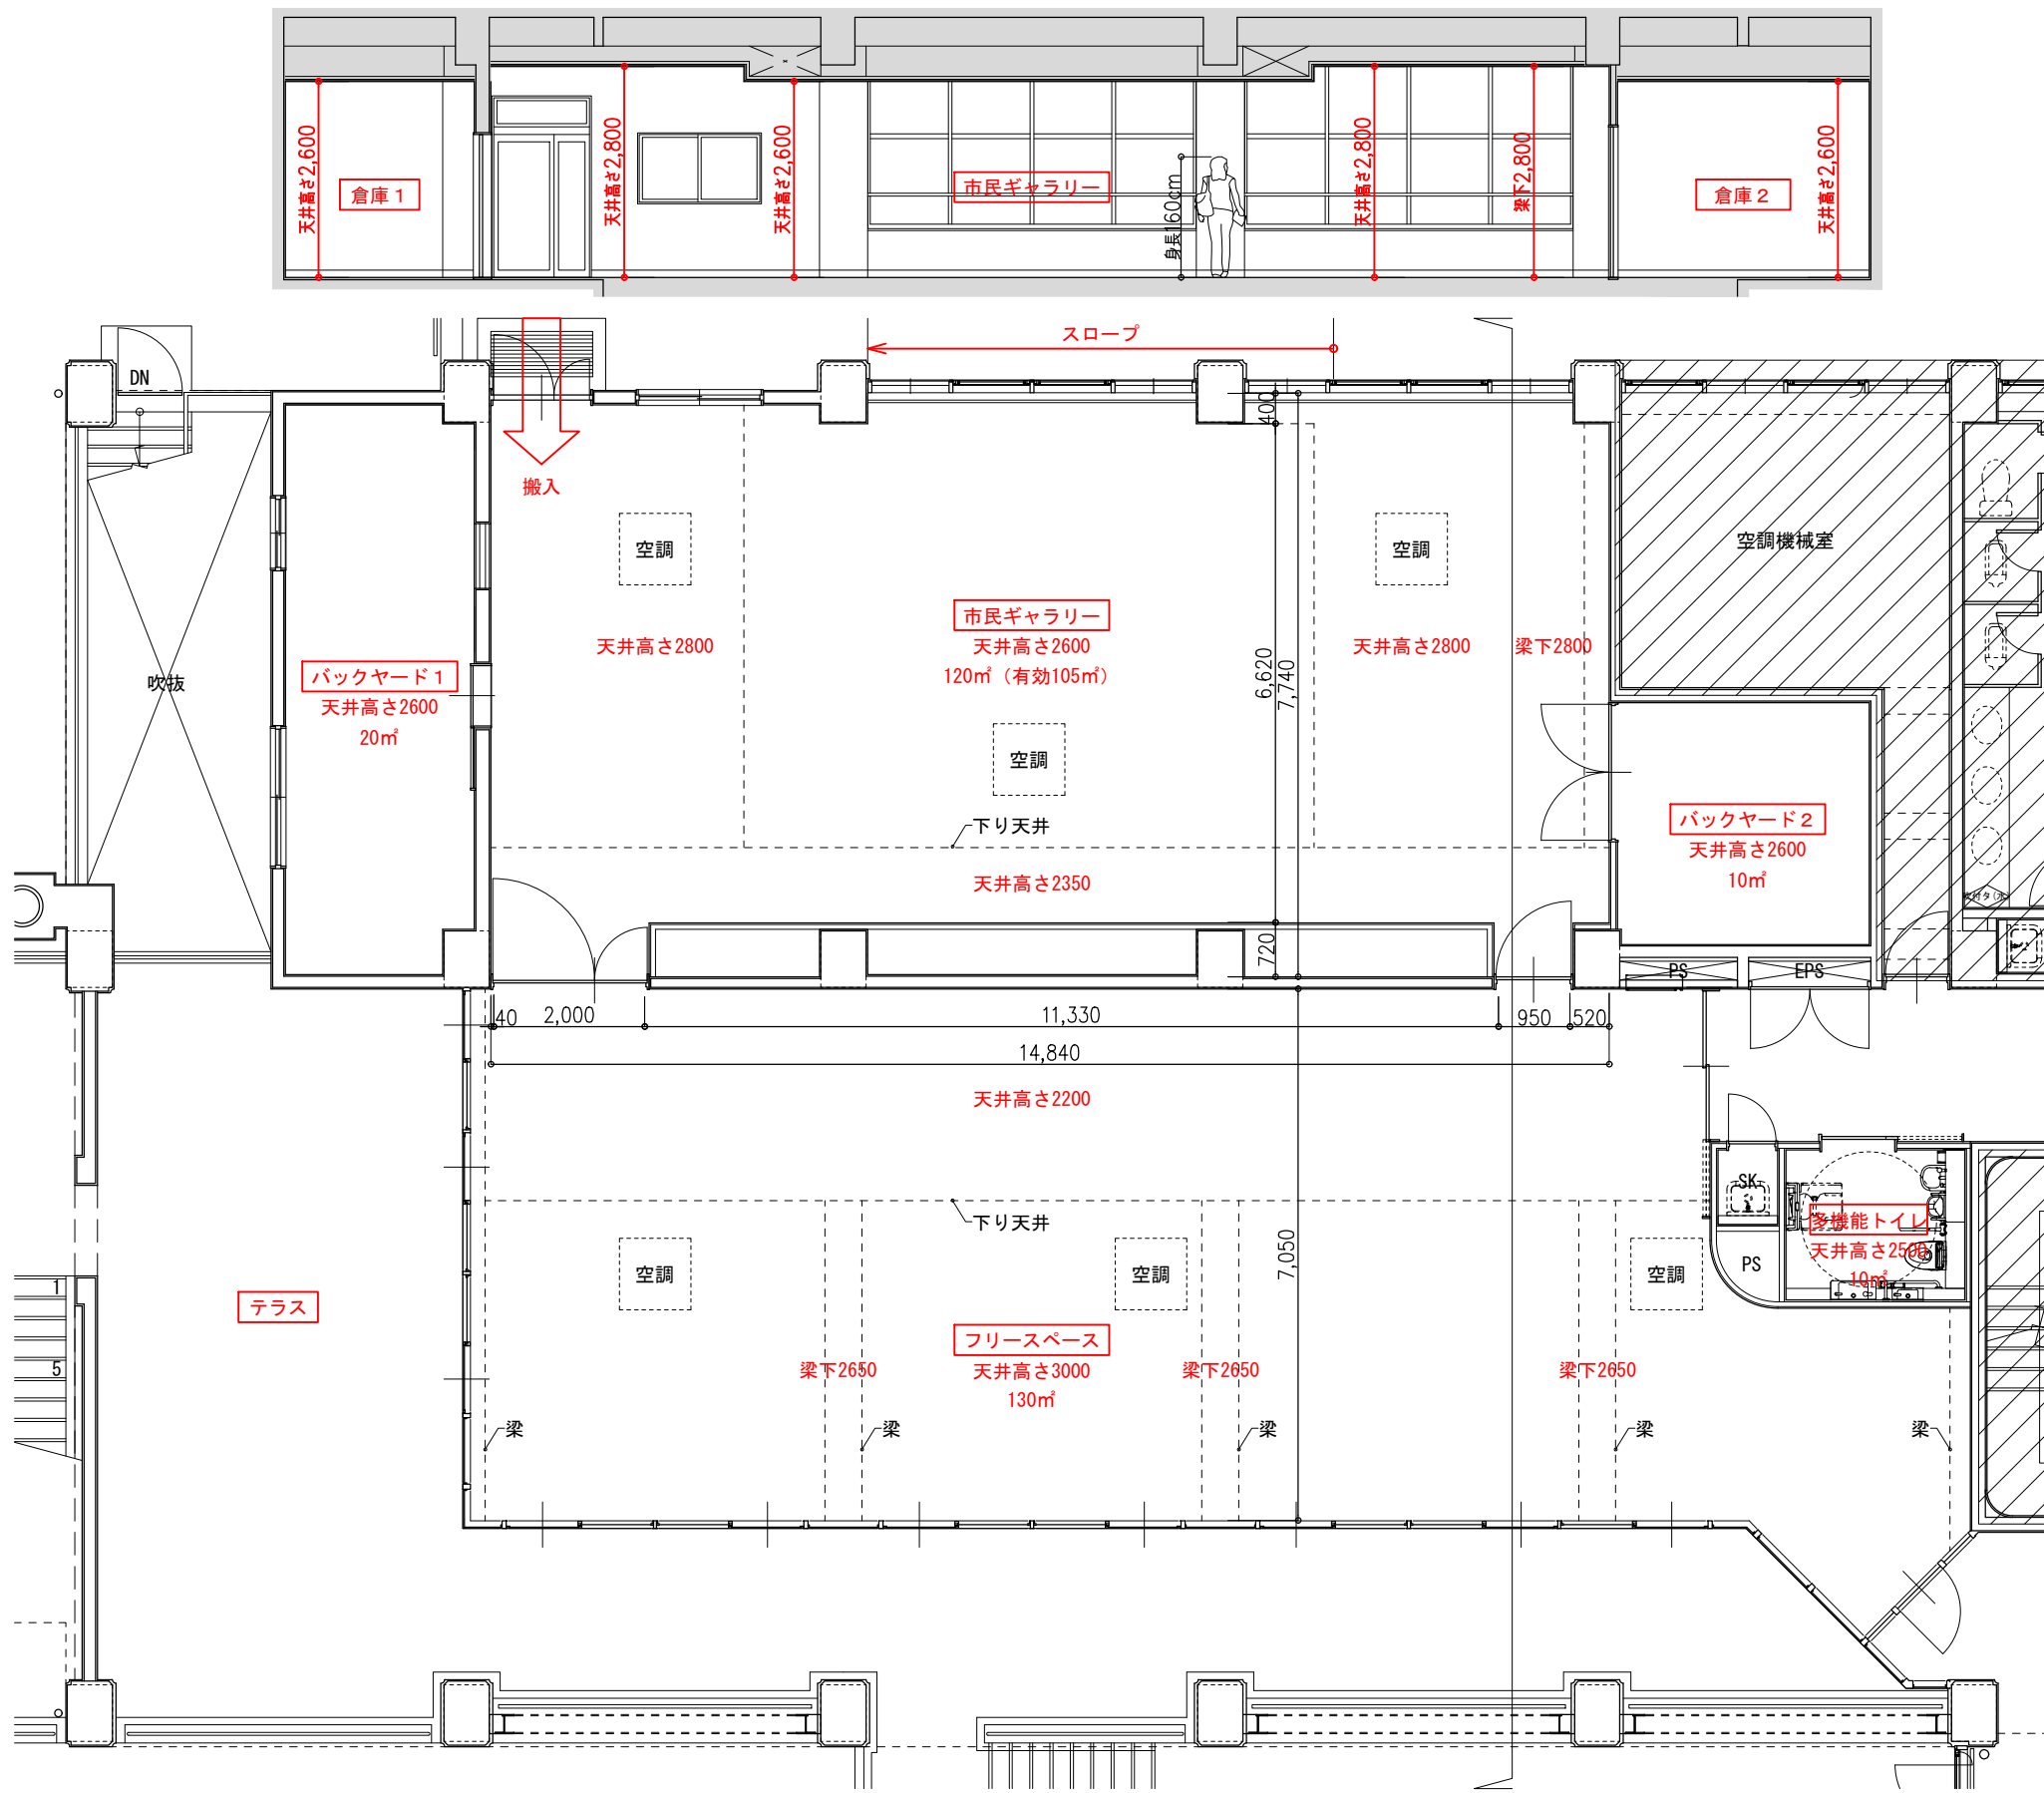 天井高さ2,600
倉庫１
天井高さ2,800
天井高さ2,600
市民ギャラリー
身長160cm
天井高さ2,800
梁下2,800
倉庫２
天井高さ2,600
スロープ
DN
搬入
400
空調
空調
空調機械室
市民ギャラリー
天井高さ2800
天井高さ2600
天井高さ2800
梁下2800
120㎡（有効105㎡）
6,620
7,740
吹抜
バックヤード１
天井高さ2600
20㎡
空調
下り天井
バックヤード２
天井高さ2600
10㎡
天井高さ2350
720
PS
EPS
40
2,000
11,330
950
520
14,840
天井高さ2200
SK
下り天井
多機能トイレ
天井高さ2500
10㎡
PS
7,050
空調
空調
空調
1
テラス
フリースペース
天井高さ3000
130㎡
5
梁下2650
梁下2650
梁下2650
梁
梁
梁
梁
梁